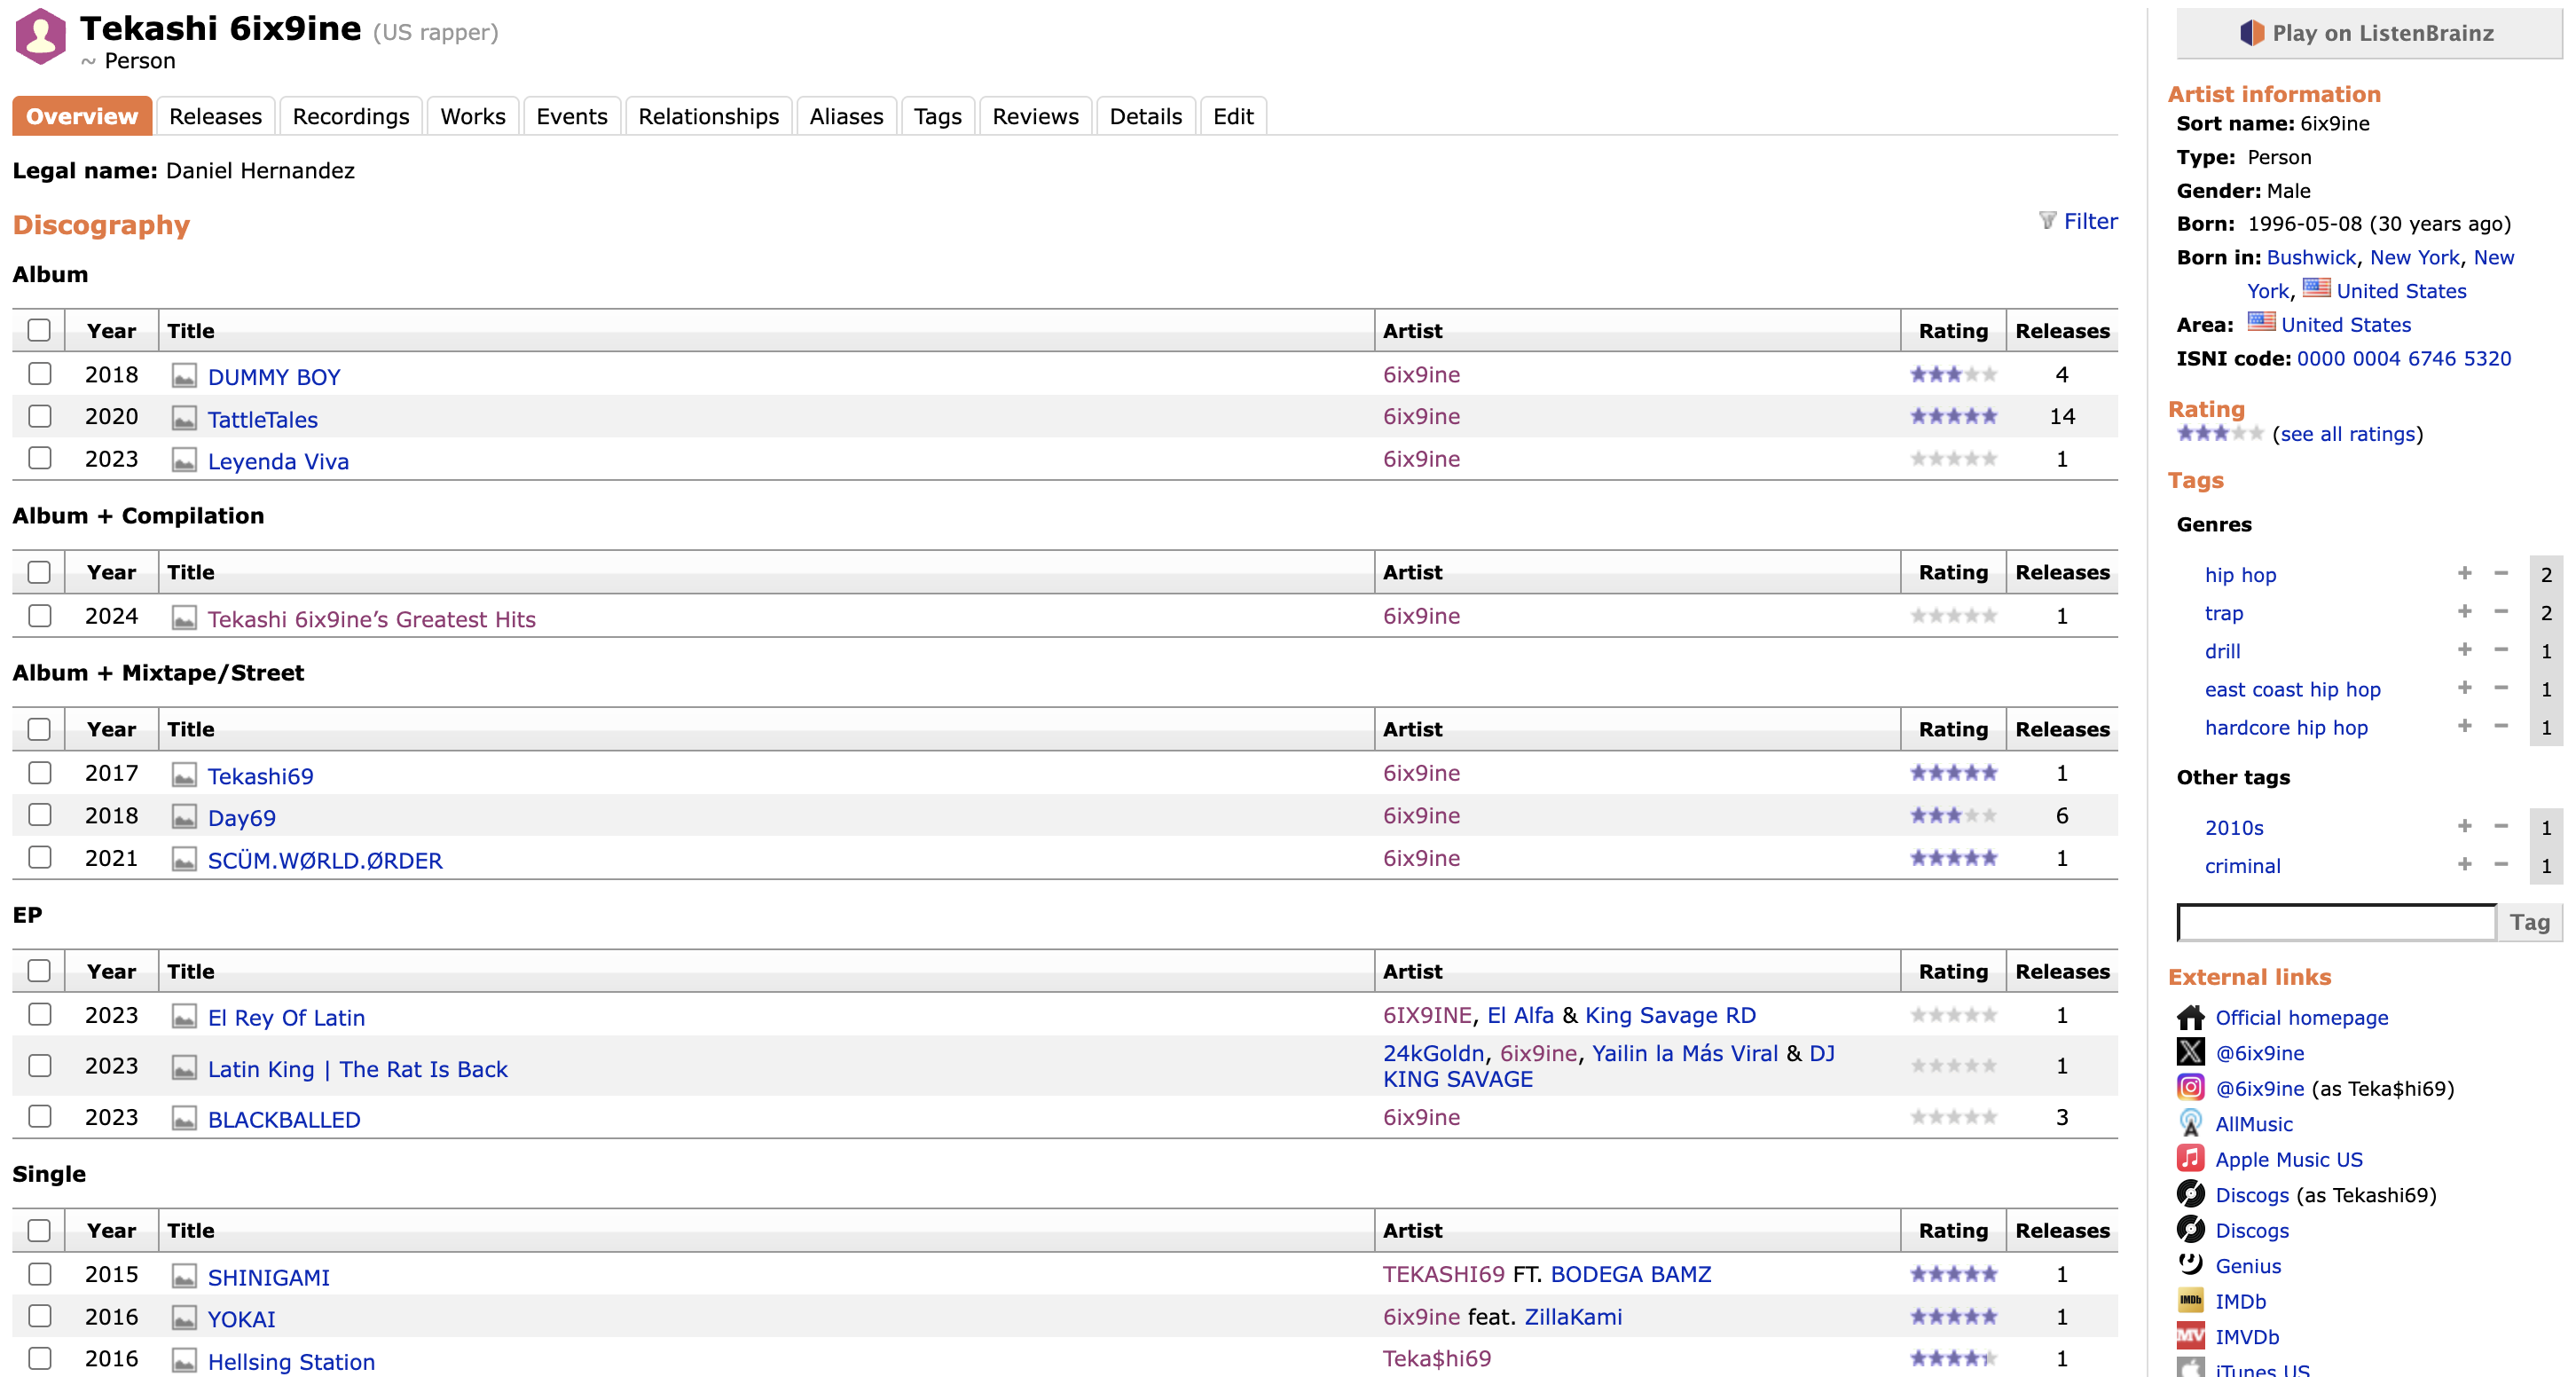 Tekashi 6ix9ine (US rapper)
~ Person
Overview Releases Recordings Works Events Relationships Aliases Tags Reviews Details Edit
Legal name: Daniel Hernandez
Discography
Filter
Album
Year Title Artist Rating Releases
2018 DUMMY BOY 6ix9ine 4
2020 TattleTales 6ix9ine 14
2023 Leyenda Viva 6ix9ine 1
Album + Compilation
Year Title Artist Rating Releases
2024 Tekashi 6ix9ine’s Greatest Hits 6ix9ine 1
Album + Mixtape/Street
Year Title Artist Rating Releases
2017 Tekashi69 6ix9ine 1
2018 Day69 6ix9ine 6
2021 SCÜM.WØRLD.ØRDER 6ix9ine 1
EP
Year Title Artist Rating Releases
2023 El Rey Of Latin 6IX9INE, El Alfa & King Savage RD 1
2023 Latin King | The Rat Is Back 24kGoldn, 6ix9ine, Yailin la Más Viral & DJ
KING SAVAGE 1
2023 BLACKBALLED 6ix9ine 3
Single
Year Title Artist Rating Releases
2015 SHINIGAMI TEKASHI69 FT. BODEGA BAMZ 1
2016 YOKAI 6ix9ine feat. ZillaKami 1
2016 Hellsing Station Teka$hi69 1
Play on ListenBrainz
Artist information
Sort name: 6ix9ine
Type: Person
Gender: Male
Born: 1996-05-08 (30 years ago)
Born in: Bushwick, New York, New
York, United States
Area: United States
ISNI code: 0000 0004 6746 5320
Rating
(see all ratings)
Tags
Genres
hip hop + − 2
trap + − 2
drill + − 1
east coast hip hop + − 1
hardcore hip hop + − 1
Other tags
2010s + − 1
criminal + − 1
Tag
External links
Official homepage
@6ix9ine
@6ix9ine (as Teka$hi69)
AllMusic
Apple Music US
Discogs (as Tekashi69)
Discogs
Genius
IMDb IMDb
MV IMVDb
iTunes US